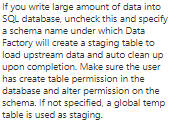 If you write large amount of data into
SQL database, uncheck this and specify
a schema name under which Data
Factory will create a staging table to
load upstream data and auto clean up
upon completion. Make sure the user
has create table permission in the
database and alter permission on the
schema. If not specified, a global temp
table is used as staging.